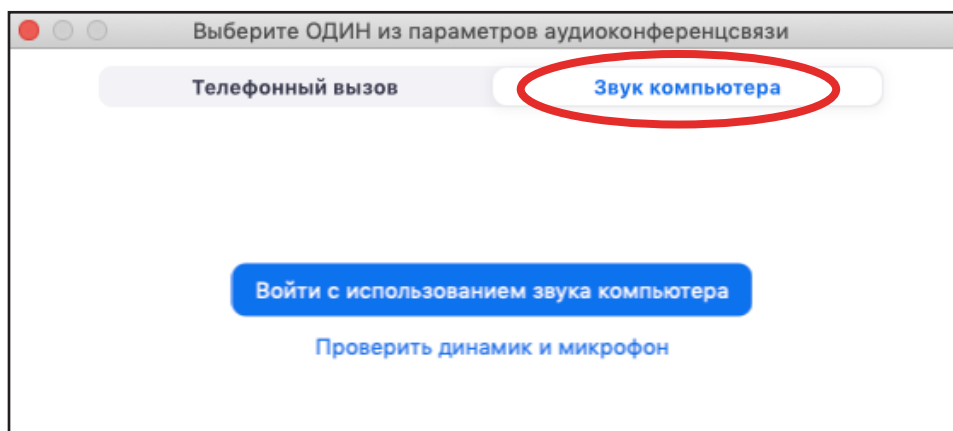 Выберите ОДИН из параметров аудиоконференцсвязи
Телефонный вызов
Звук компьютера
Войти с использованием звука компьютера
Проверить динамик и микрофон